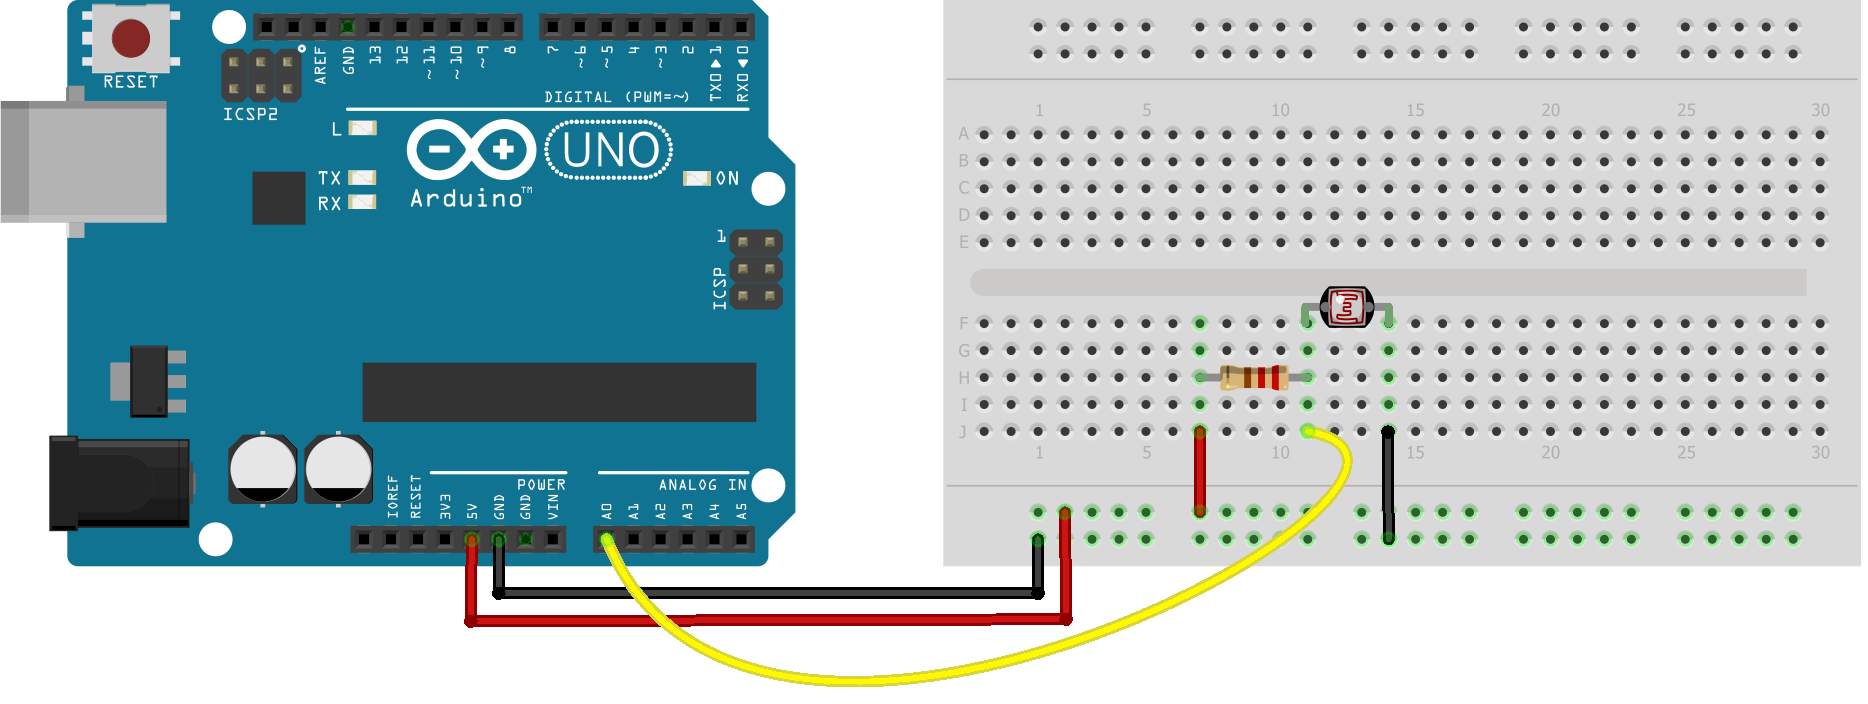 RESET
ICSP2
AREF
GND
13
12
~11
~10
~9
8
7
~6
~5
4
~3
2
TX0▶1
RX0◀0
DIGITAL (PWM=~)
L
TX
RX
Arduino™
UNO
ON
1
ICSP
IOREF
RESET
3V3
5V
GND
GND
VIN
POWER
ANALOG IN
A0
A1
A2
A3
A4
A5
1 5 10 15 20 25 30
A
B
C
D
E
F
G
H
I
J
1 5 10 15 20 25 30